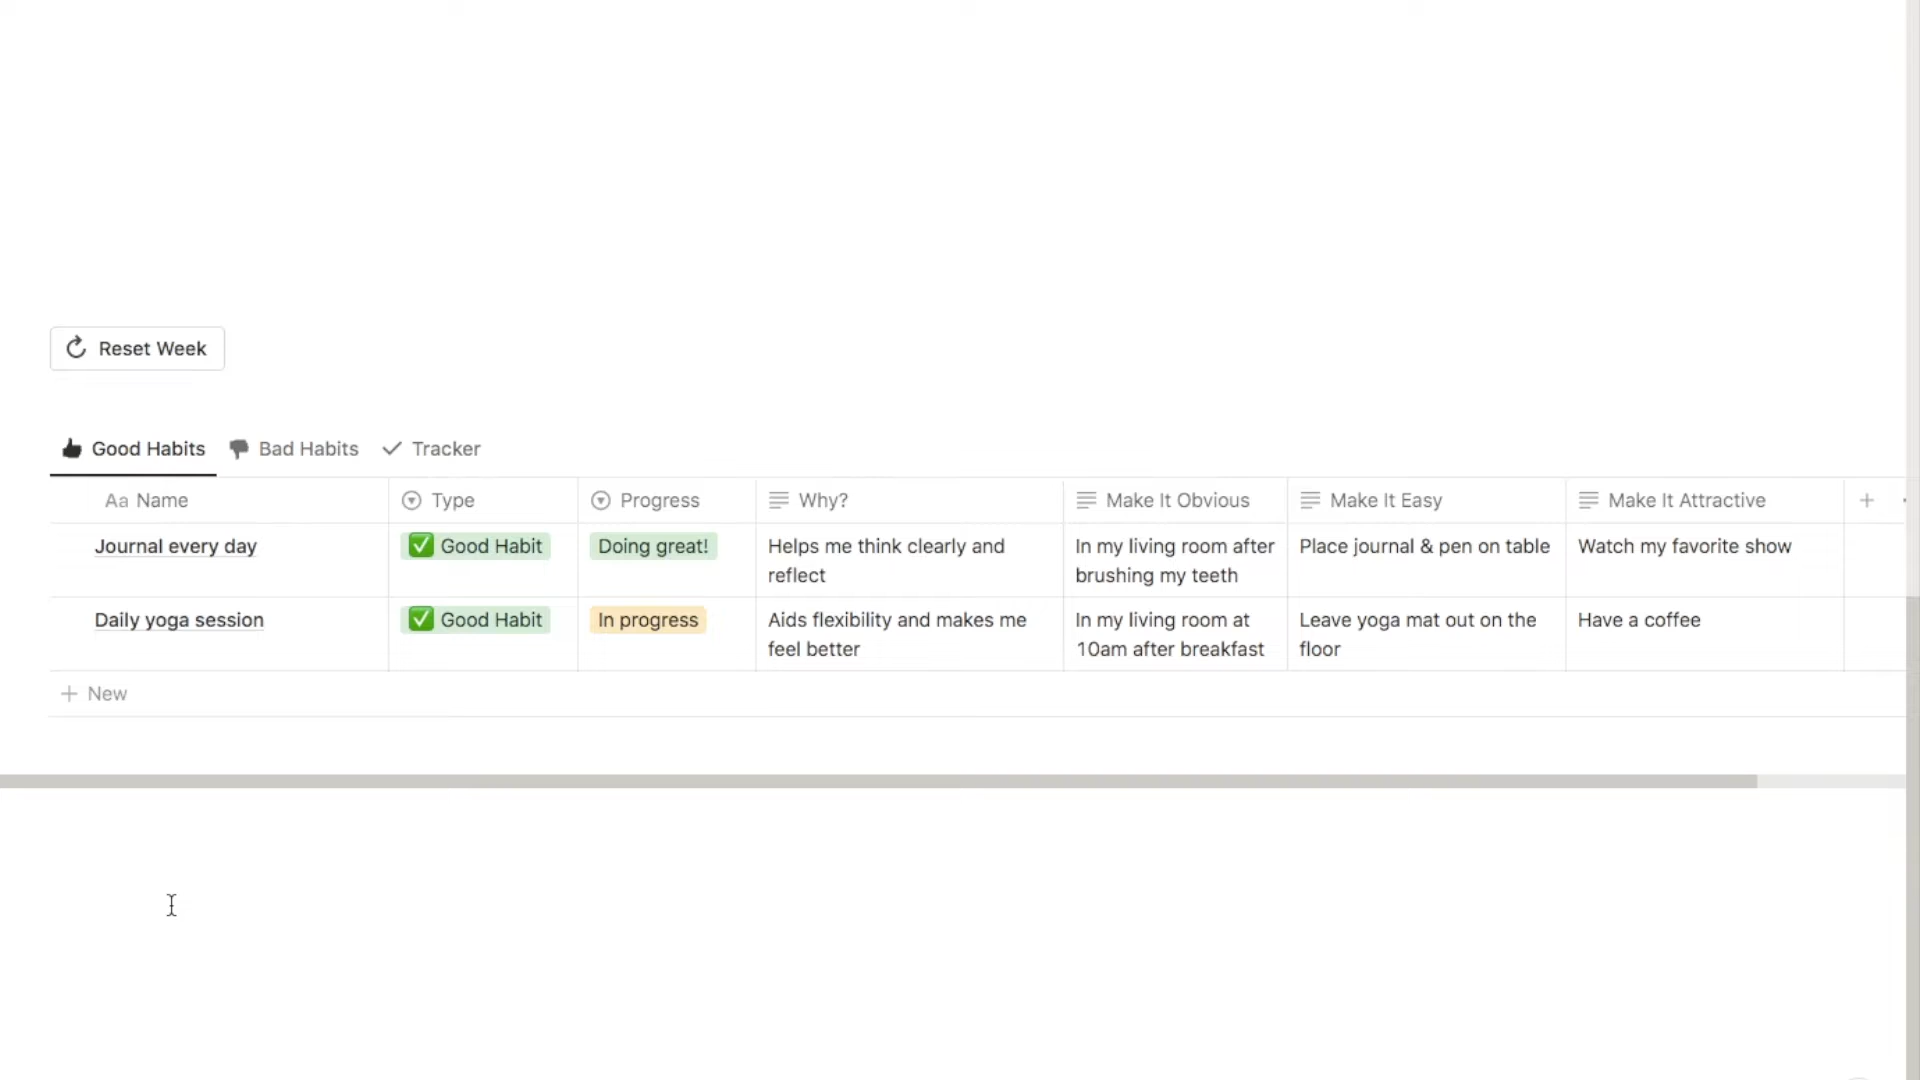 Reset Week
Good Habits Bad Habits Tracker
Aa Name Type Progress Why? Make It Obvious Make It Easy Make It Attractive
Journal every day ✅ Good Habit Doing great! Helps me think clearly and In my living room after Place journal & pen on table Watch my favorite show
reflect brushing my teeth
Daily yoga session ✅ Good Habit In progress Aids flexibility and makes me In my living room at Leave yoga mat out on the Have a coffee
feel better 10am after breakfast floor
+ New